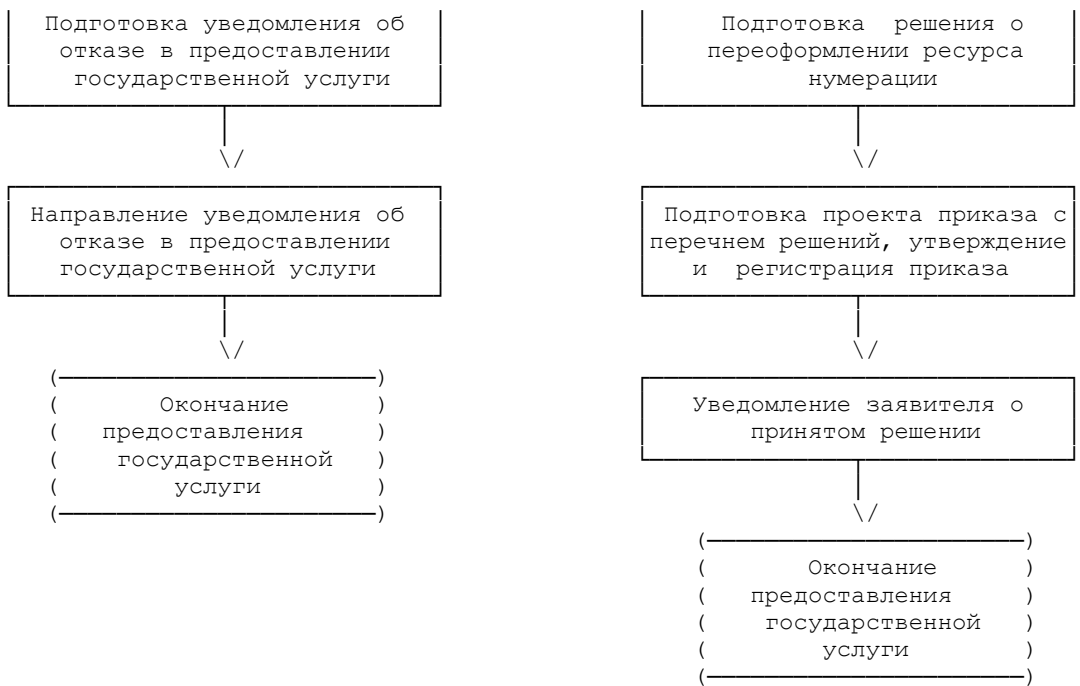 Подготовка уведомления об
отказе в предоставлении
государственной услуги
Подготовка решения о
переоформлении ресурса
нумерации
Направление уведомления об
отказе в предоставлении
государственной услуги
Подготовка проекта приказа с
перечнем решений, утверждение
и регистрация приказа
Окончание
предоставления
государственной
услуги
Уведомление заявителя о
принятом решении
Окончание
предоставления
государственной
услуги